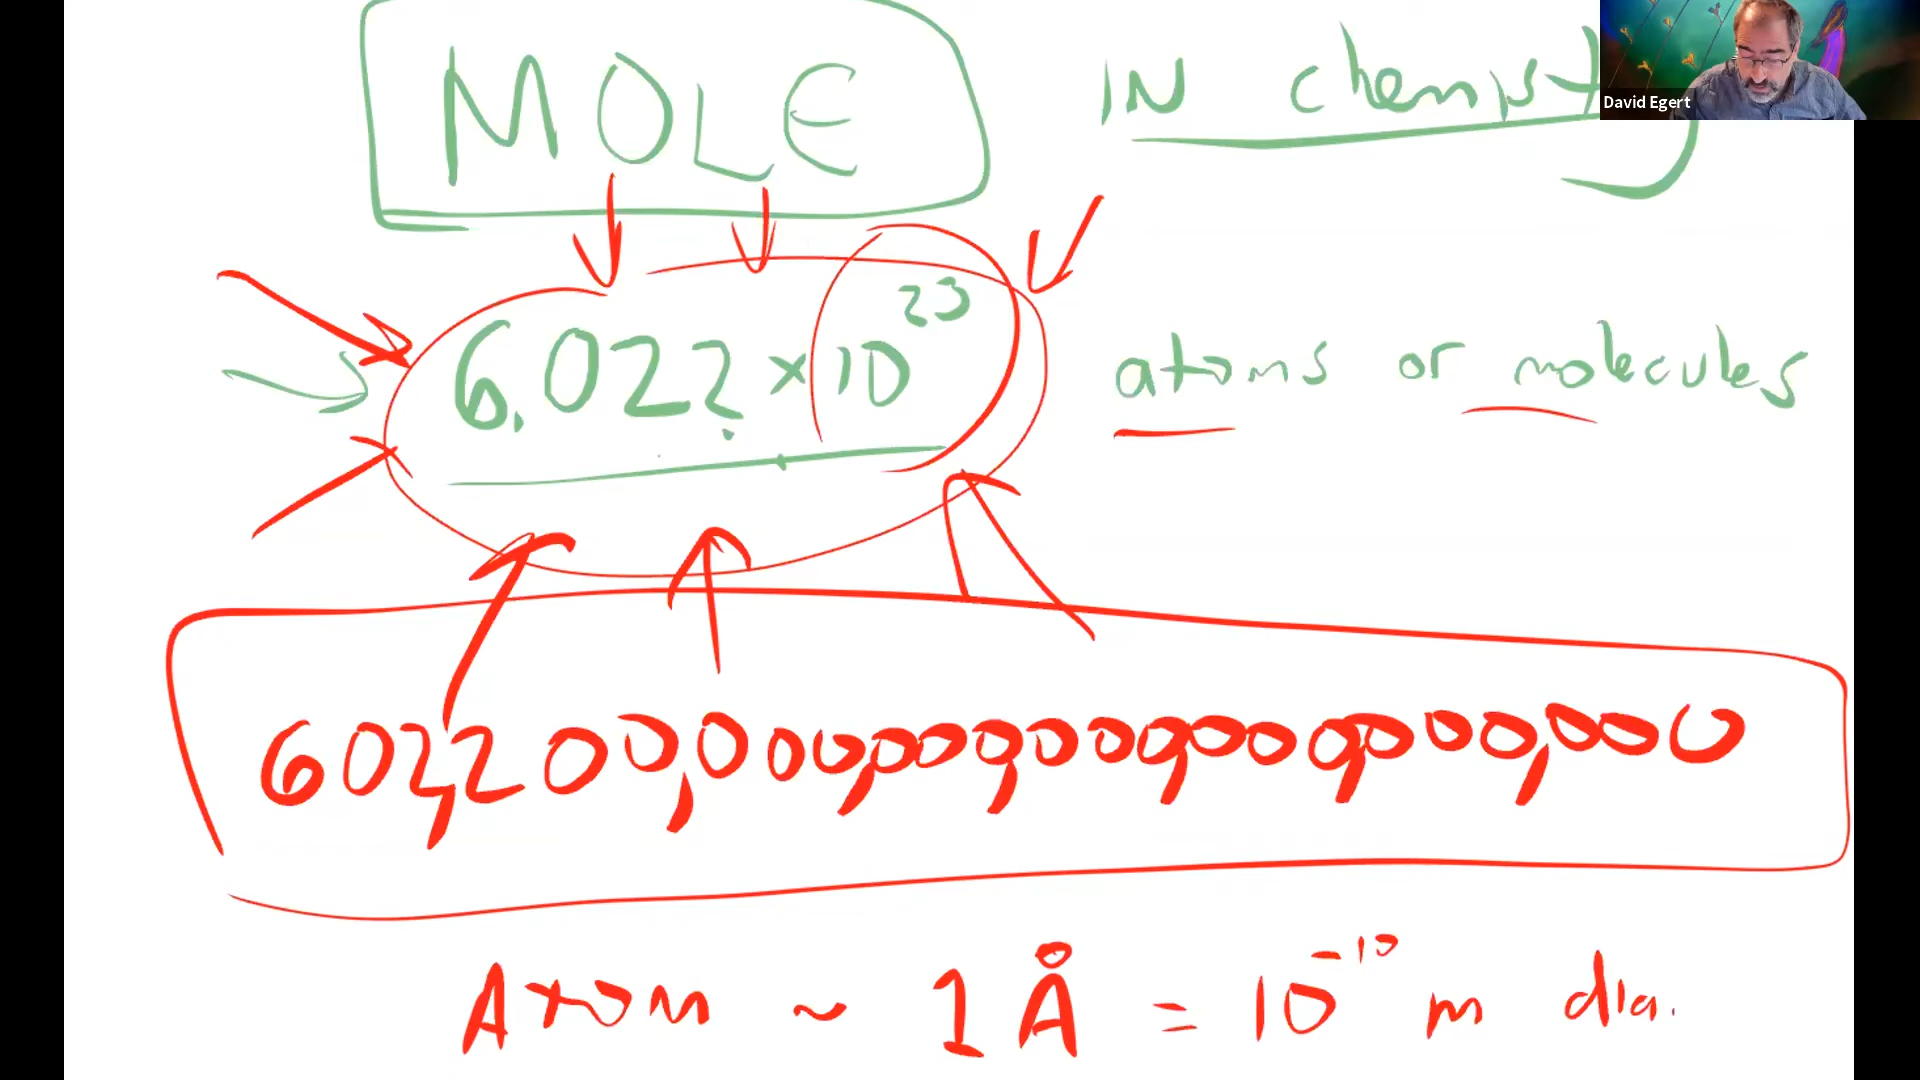 MOLE IN chemistry
6.022 × 10²³ atoms or molecules
602,200,000,000,000,000,000,000
Atom ~ 1 Å = 10⁻¹⁰ m dia.
David Egert